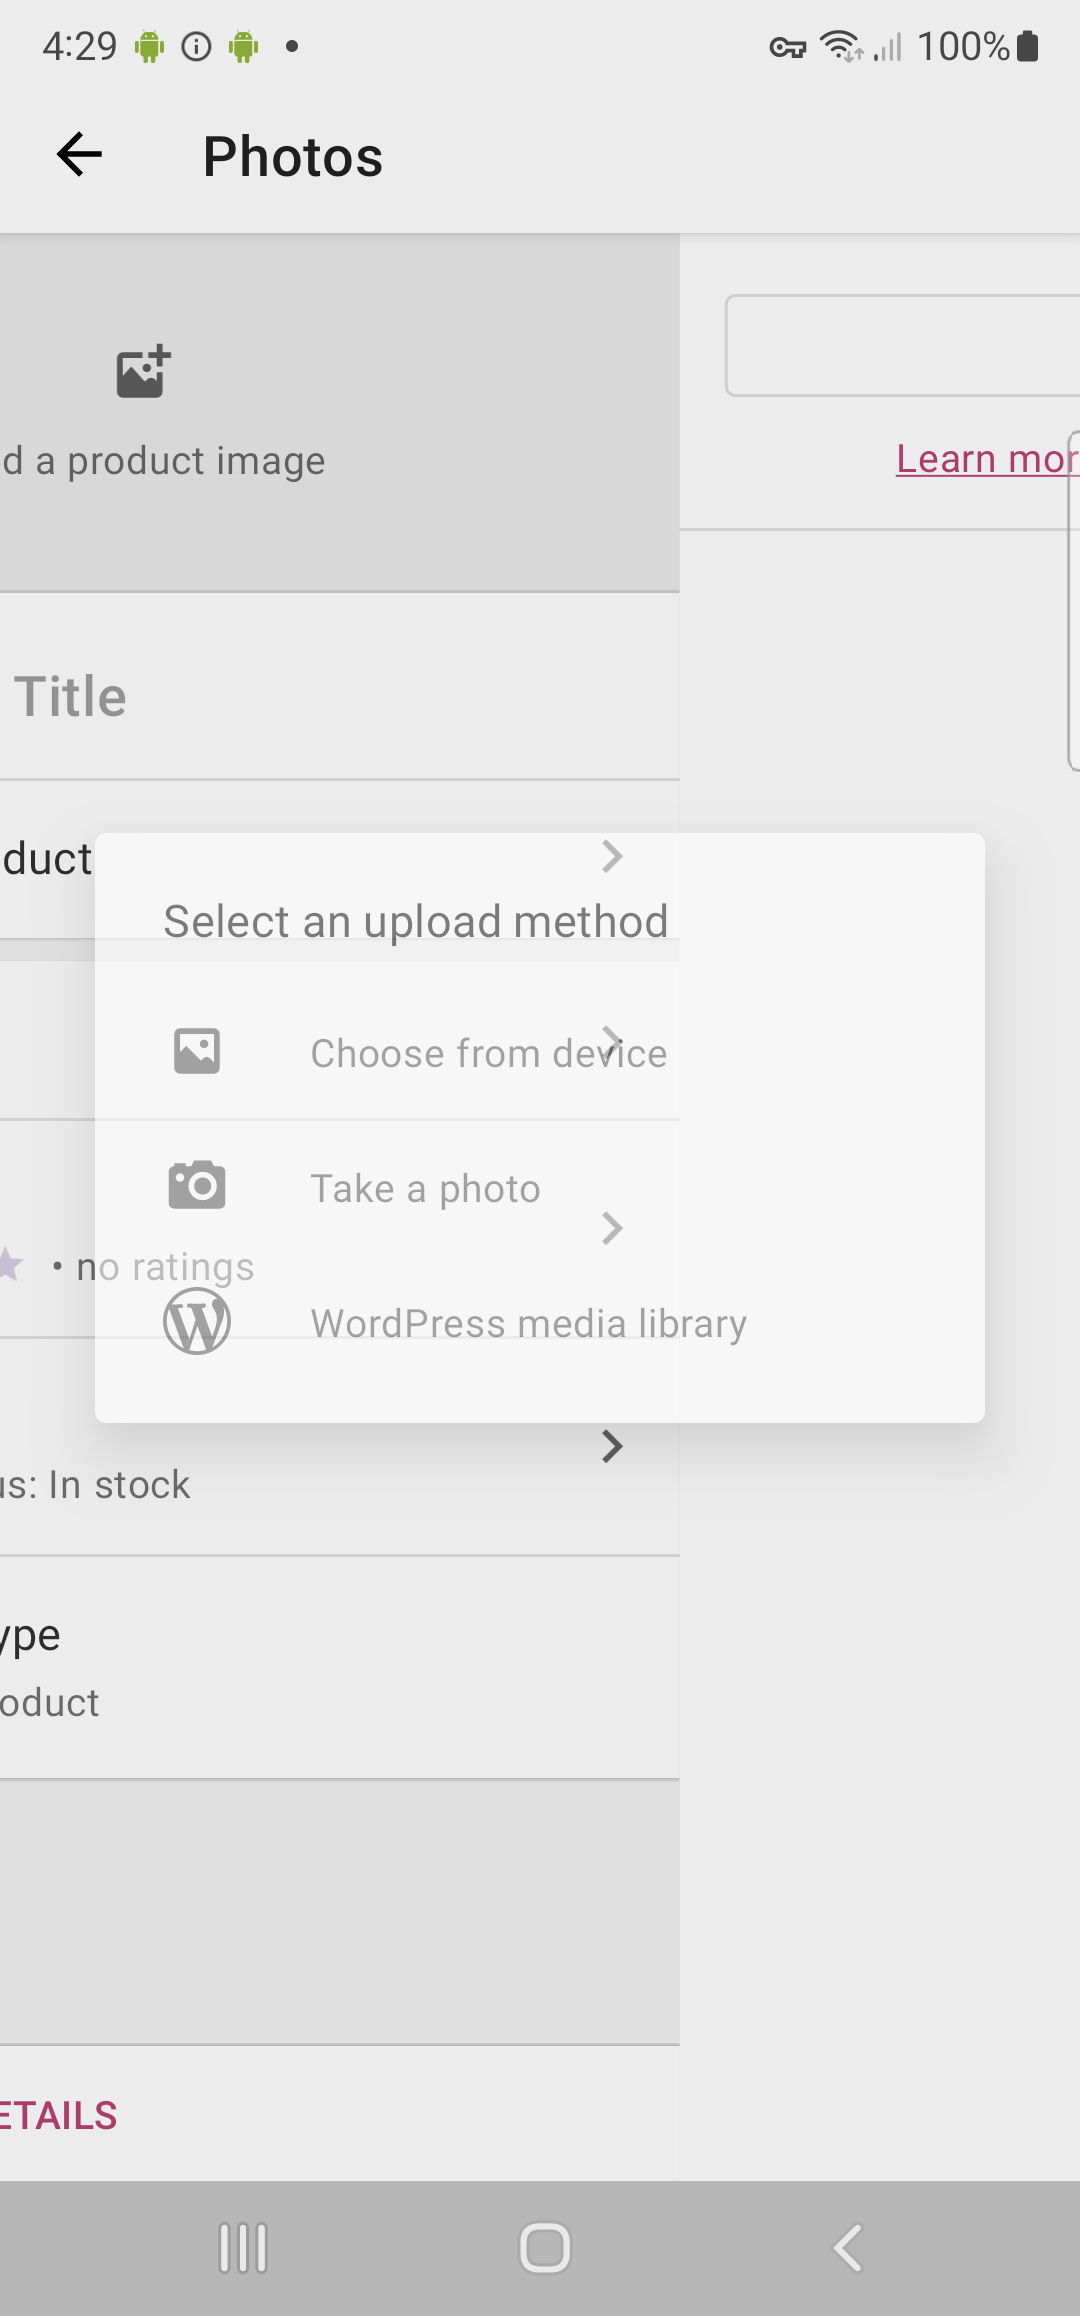 4:29
100%
Photos
d a product image
Learn mor
Title
duct
Select an upload method
Choose from device
Take a photo
• no ratings
WordPress media library
us: In stock
ype
oduct
ETAILS